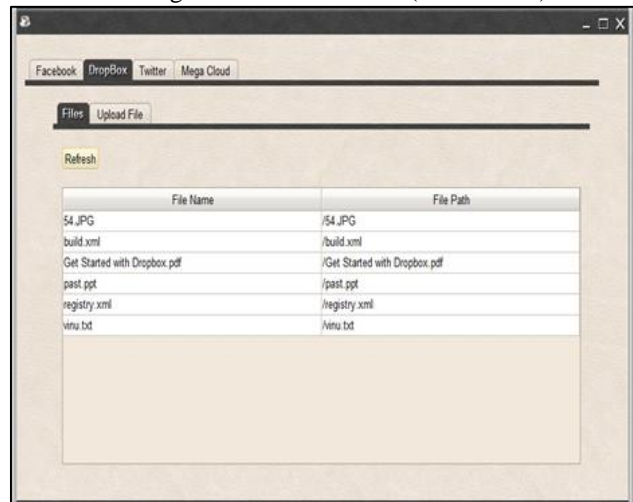 Facebook DropBox Twitter Mega Cloud
Files Upload File
Refresh
File Name File Path
54.JPG /54.JPG
build.xml /build.xml
Get Started with Dropbox.pdf /Get Started with Dropbox.pdf
past.ppt /past.ppt
registry.xml /registry.xml
vinu.txt /vinu.txt